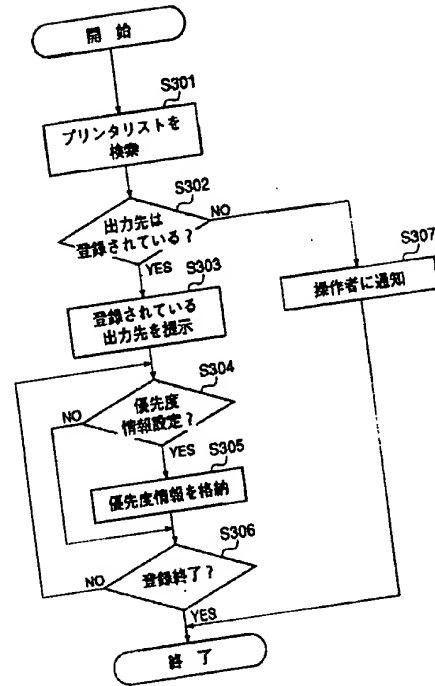 開始
S301
プリンタリストを
検索
S302
出力先は
登録されている？
NO
YES
S307
操作者に通知
S303
登録されている
出力先を提示
S304
優先度
情報設定？
NO
YES
S305
優先度情報を格納
S306
登録終了？
NO
YES
終了